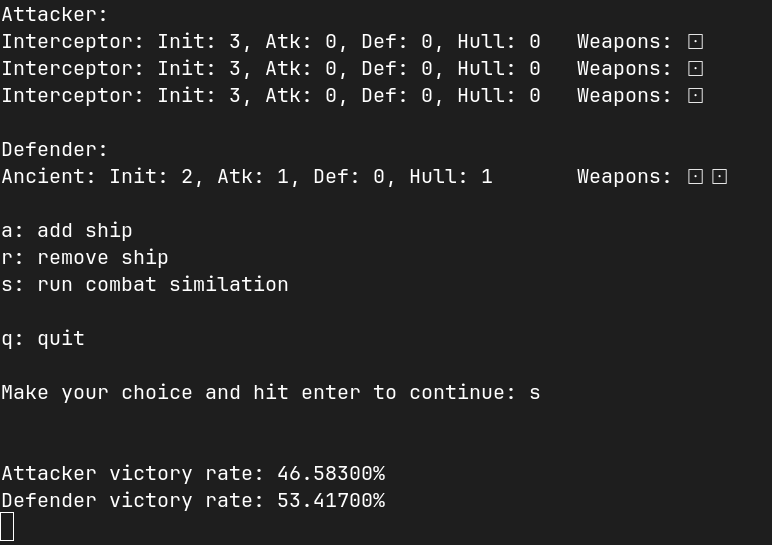 Attacker:
Interceptor: Init: 3, Atk: 0, Def: 0, Hull: 0   Weapons: ⚀
Interceptor: Init: 3, Atk: 0, Def: 0, Hull: 0   Weapons: ⚀
Interceptor: Init: 3, Atk: 0, Def: 0, Hull: 0   Weapons: ⚀
Defender:
Ancient: Init: 2, Atk: 1, Def: 0, Hull: 1       Weapons: ⚀ ⚀
a: add ship
r: remove ship
s: run combat similation
q: quit
Make your choice and hit enter to continue: s
Attacker victory rate: 46.58300%
Defender victory rate: 53.41700%